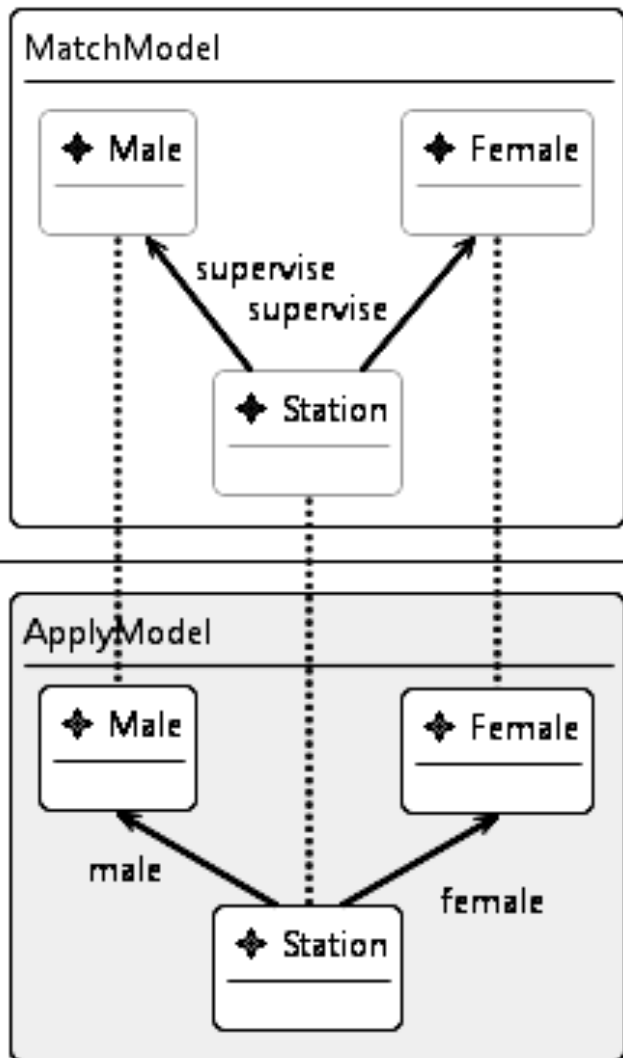 MatchModel
Male
Female
supervise
supervise
Station
ApplyModel
Male
Female
male
female
Station